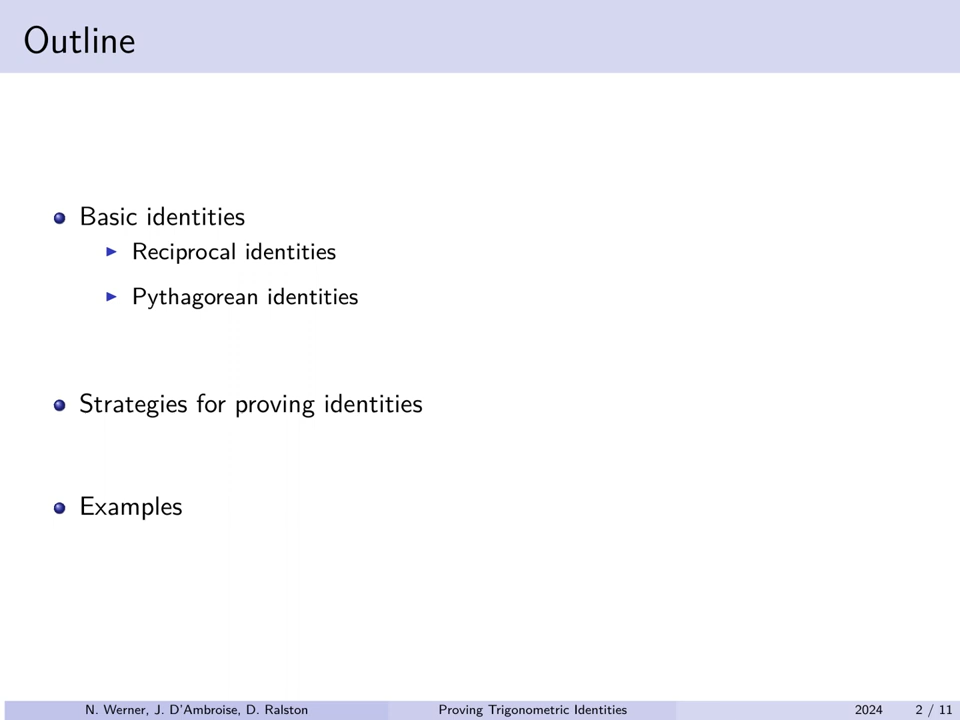 Outline
Basic identities
Reciprocal identities
Pythagorean identities
Strategies for proving identities
Examples
N. Werner, J. D'Ambroise, D. Ralston
Proving Trigonometric Identities
2024
2 / 11